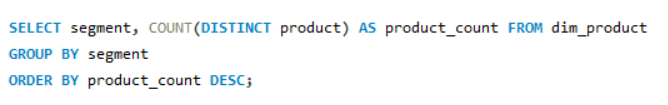 SELECT segment, COUNT(DISTINCT product) AS product_count FROM dim_product
GROUP BY segment
ORDER BY product_count DESC;